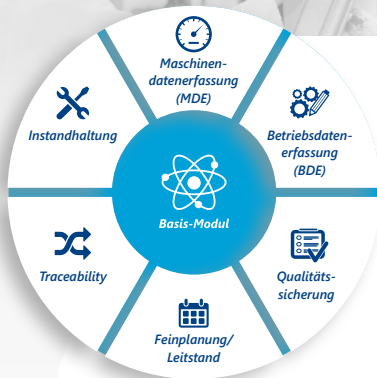 Maschinen-
datenerfassung
(MDE)
Betriebsdaten-
erfassung
(BDE)
Qualitäts-
sicherung
Feinplanung/
Leitstand
Traceability
Instandhaltung
Basis-Modul